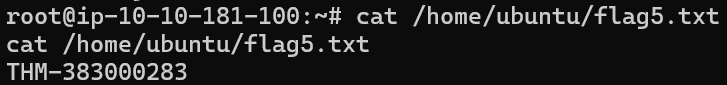 root@ip-10-10-181-100:~# cat /home/ubuntu/flag5.txt
cat /home/ubuntu/flag5.txt
THM-383000283